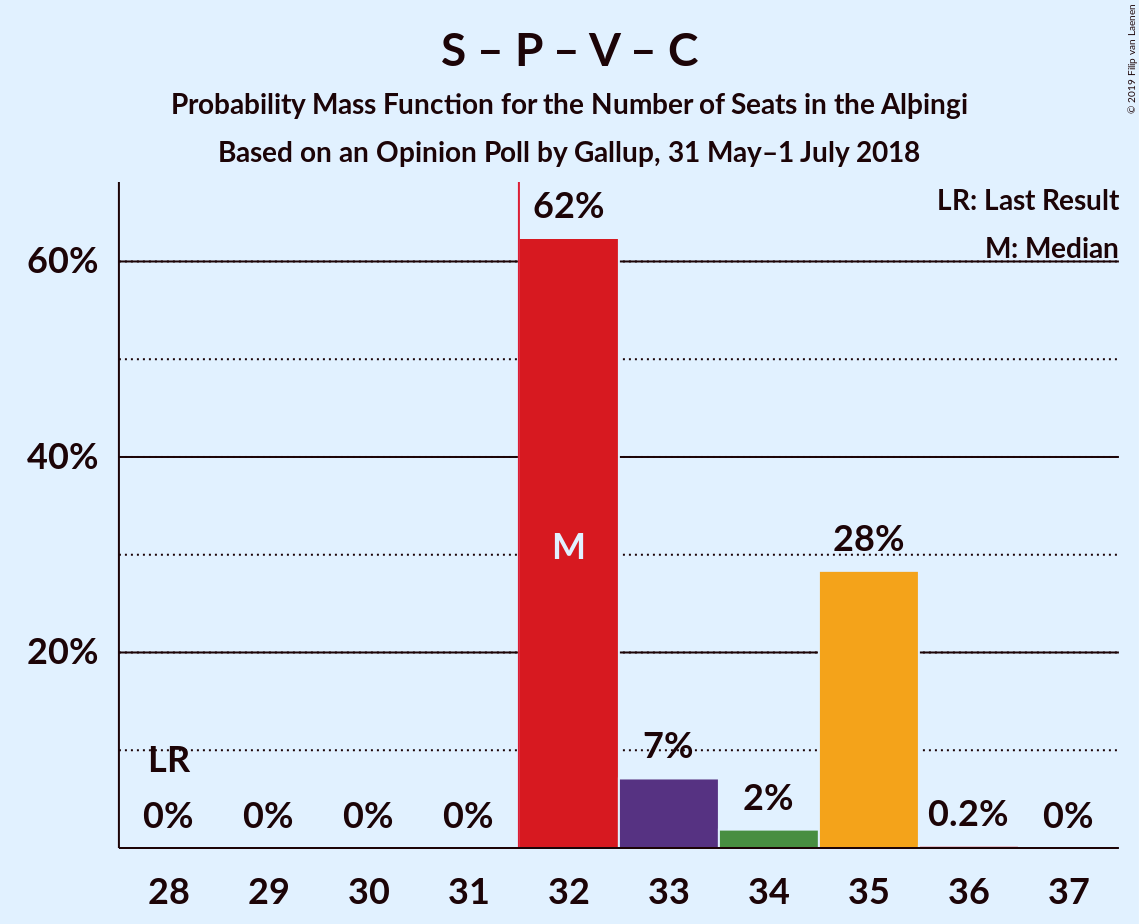 S – P – V – C
Probability Mass Function for the Number of Seats in the Alþingi
Based on an Opinion Poll by Gallup, 31 May–1 July 2018
© 2019 Filip van Laenen
LR: Last Result
M: Median
60%
40%
20%
LR
0%
0%
0%
0%
62%
M
7%
2%
28%
0.2%
0%
28 29 30 31 32 33 34 35 36 37